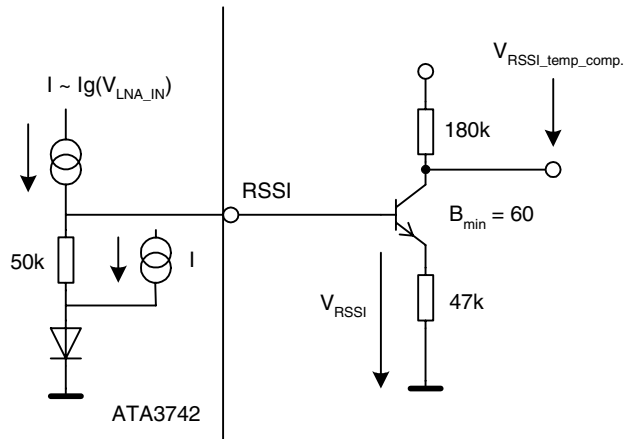 I ~ lg(V_LNA_IN)
V_RSSI_temp_comp.
180k
RSSI
B_min = 60
50k
I
V_RSSI
47k
ATA3742